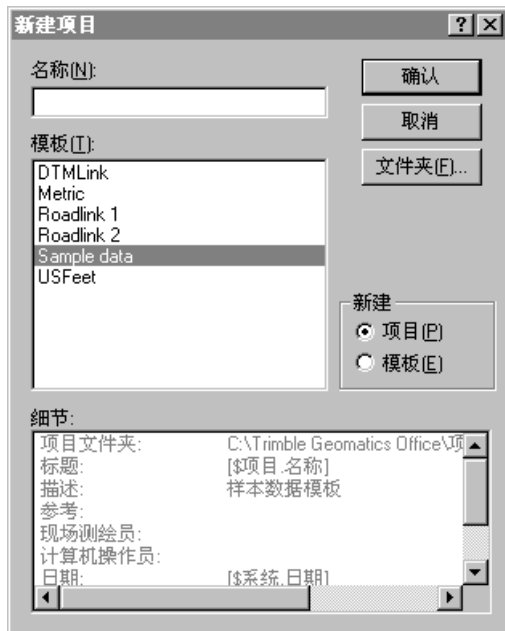 新建项目
名称(N):
确认
取消
模板(T):
文件夹(F)...
DTMLink
Metric
Roadlink 1
Roadlink 2
Sample data
USFeet
新建
项目(P)
模板(E)
细节:
项目文件夹: C:\Trimble Geomatics Office\项
标题: [$项目.名称]
描述: 样本数据模板
参考:
现场测绘员:
计算机操作员:
日期: [$系统.日期]